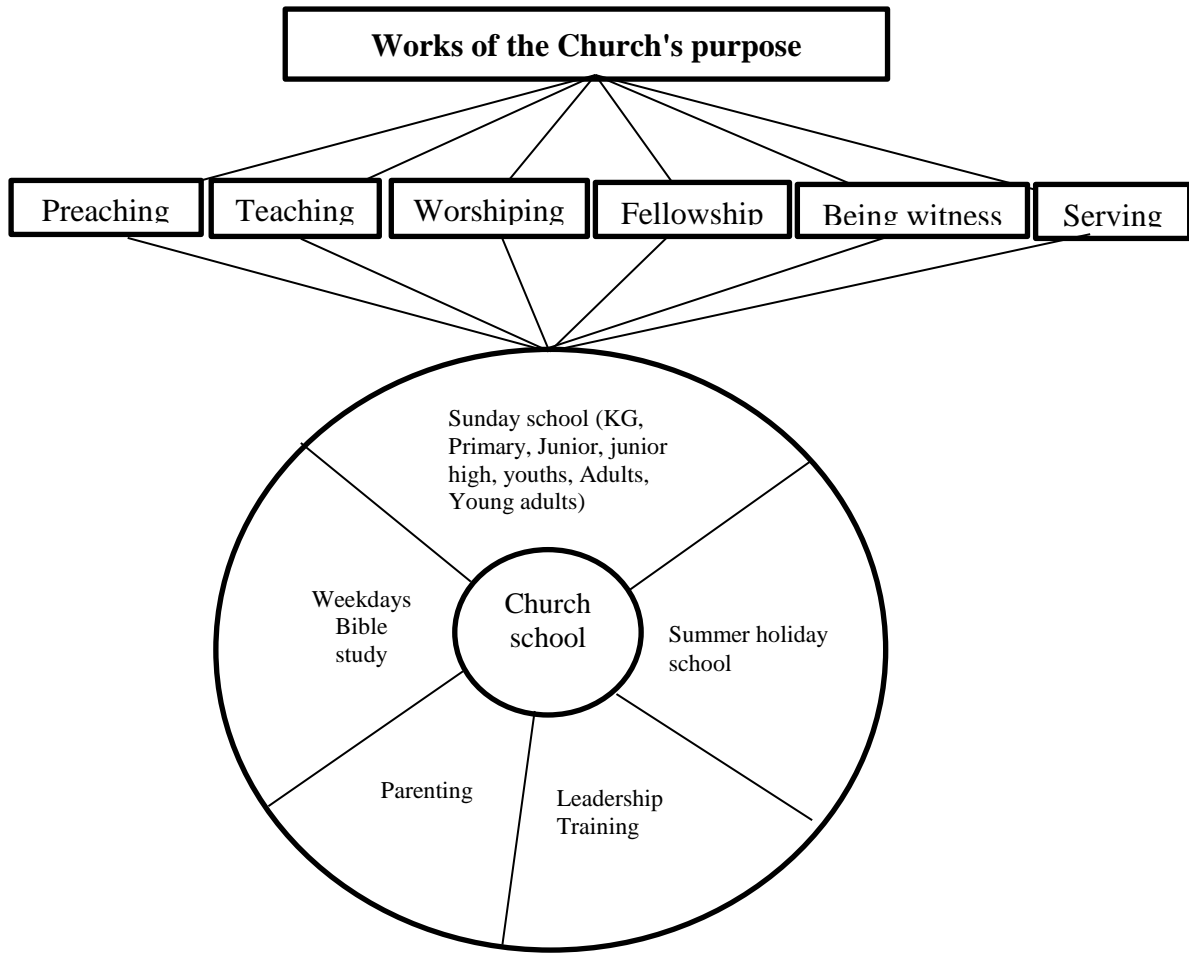 Works of the Church's purpose
Preaching
Teaching
Worshiping
Fellowship
Being witness
Serving
Sunday school (KG,
Primary, Junior, junior
high, youths, Adults,
Young adults)
Weekdays
Bible
study
Church
school
Summer holiday
school
Parenting
Leadership
Training